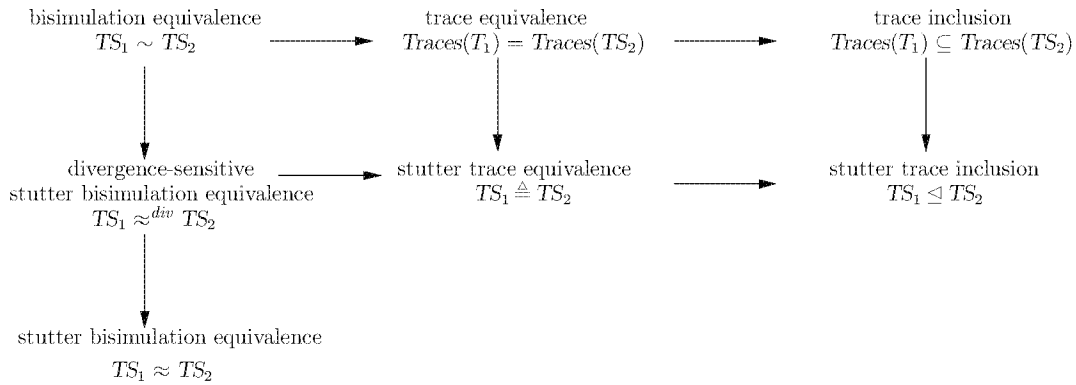 bisimulation equivalence
TS₁ ∼ TS₂
trace equivalence
Traces(T₁) = Traces(TS₂)
trace inclusion
Traces(T₁) ⊆ Traces(TS₂)
divergence-sensitive
stutter bisimulation equivalence
TS₁ ≈ᵈⁱᵛ TS₂
stutter trace equivalence
TS₁ ≜ TS₂
stutter trace inclusion
TS₁ ⊴ TS₂
stutter bisimulation equivalence
TS₁ ≈ TS₂